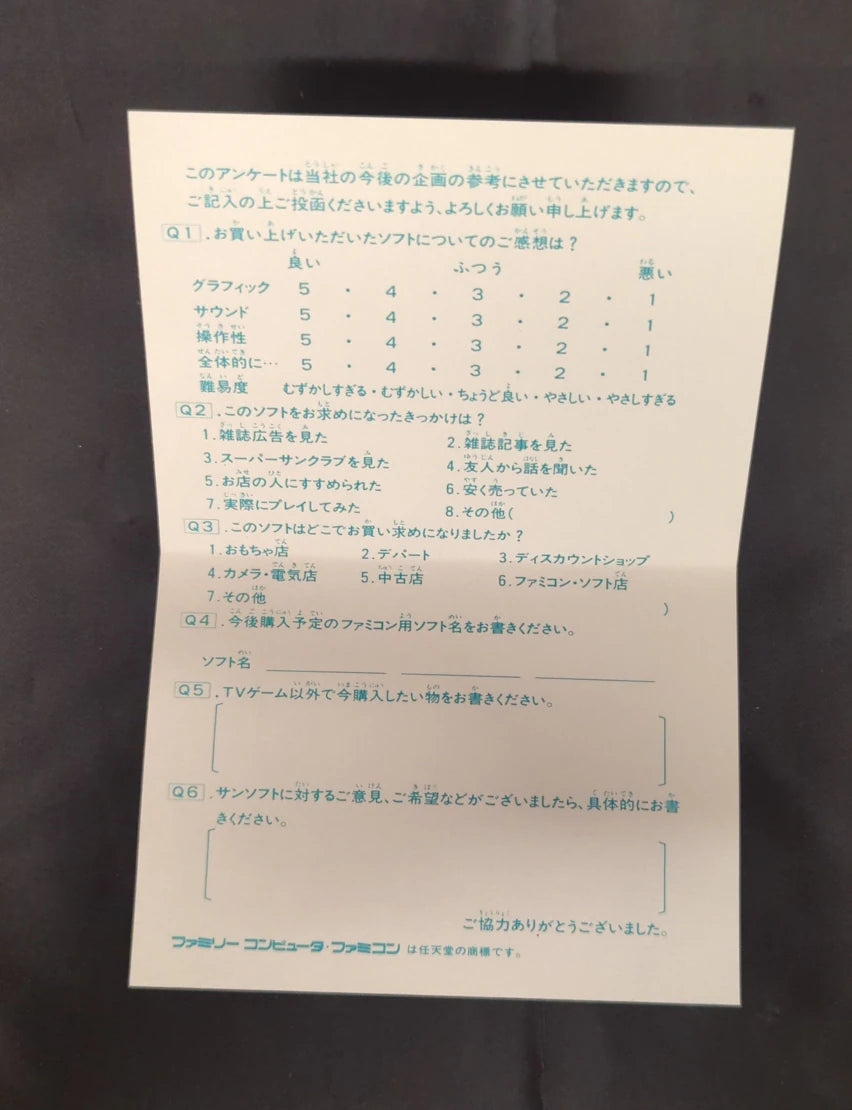 このアンケートは当社の今後の企画の参考にさせていただきますので、
ご記入の上ご投函くださいますよう、よろしくお願い申し上げます。
Q1.お買い上げいただいたソフトについてのご感想は?
良い ふつう 悪い
グラフィック 5・4・3・2・1
サウンド 5・4・3・2・1
操作性 5・4・3・2・1
全体的に… 5・4・3・2・1
難易度 むずかしすぎる・むずかしい・ちょうど良い・やさしい・やさしすぎる
Q2.このソフトをお求めになったきっかけは?
1.雑誌広告を見た 2.雑誌記事を見た
3.スーパーサンクラブを見た 4.友人から話を聞いた
5.お店の人にすすめられた 6.安く売っていた
7.実際にプレイしてみた 8.その他( )
Q3.このソフトはどこでお買い求めになりましたか?
1.おもちゃ店 2.デパート 3.ディスカウントショップ
4.カメラ・電気店 5.中古店 6.ファミコン・ソフト店
7.その他 )
Q4.今後購入予定のファミコン用ソフト名をお書きください。
ソフト名
Q5.TVゲーム以外で今購入したい物をお書きください。
Q6.サンソフトに対するご意見、ご希望などがございましたら、具体的にお書
きください。
ご協力ありがとうございました。
ファミリーコンピュータ・ファミコン は任天堂の商標です。